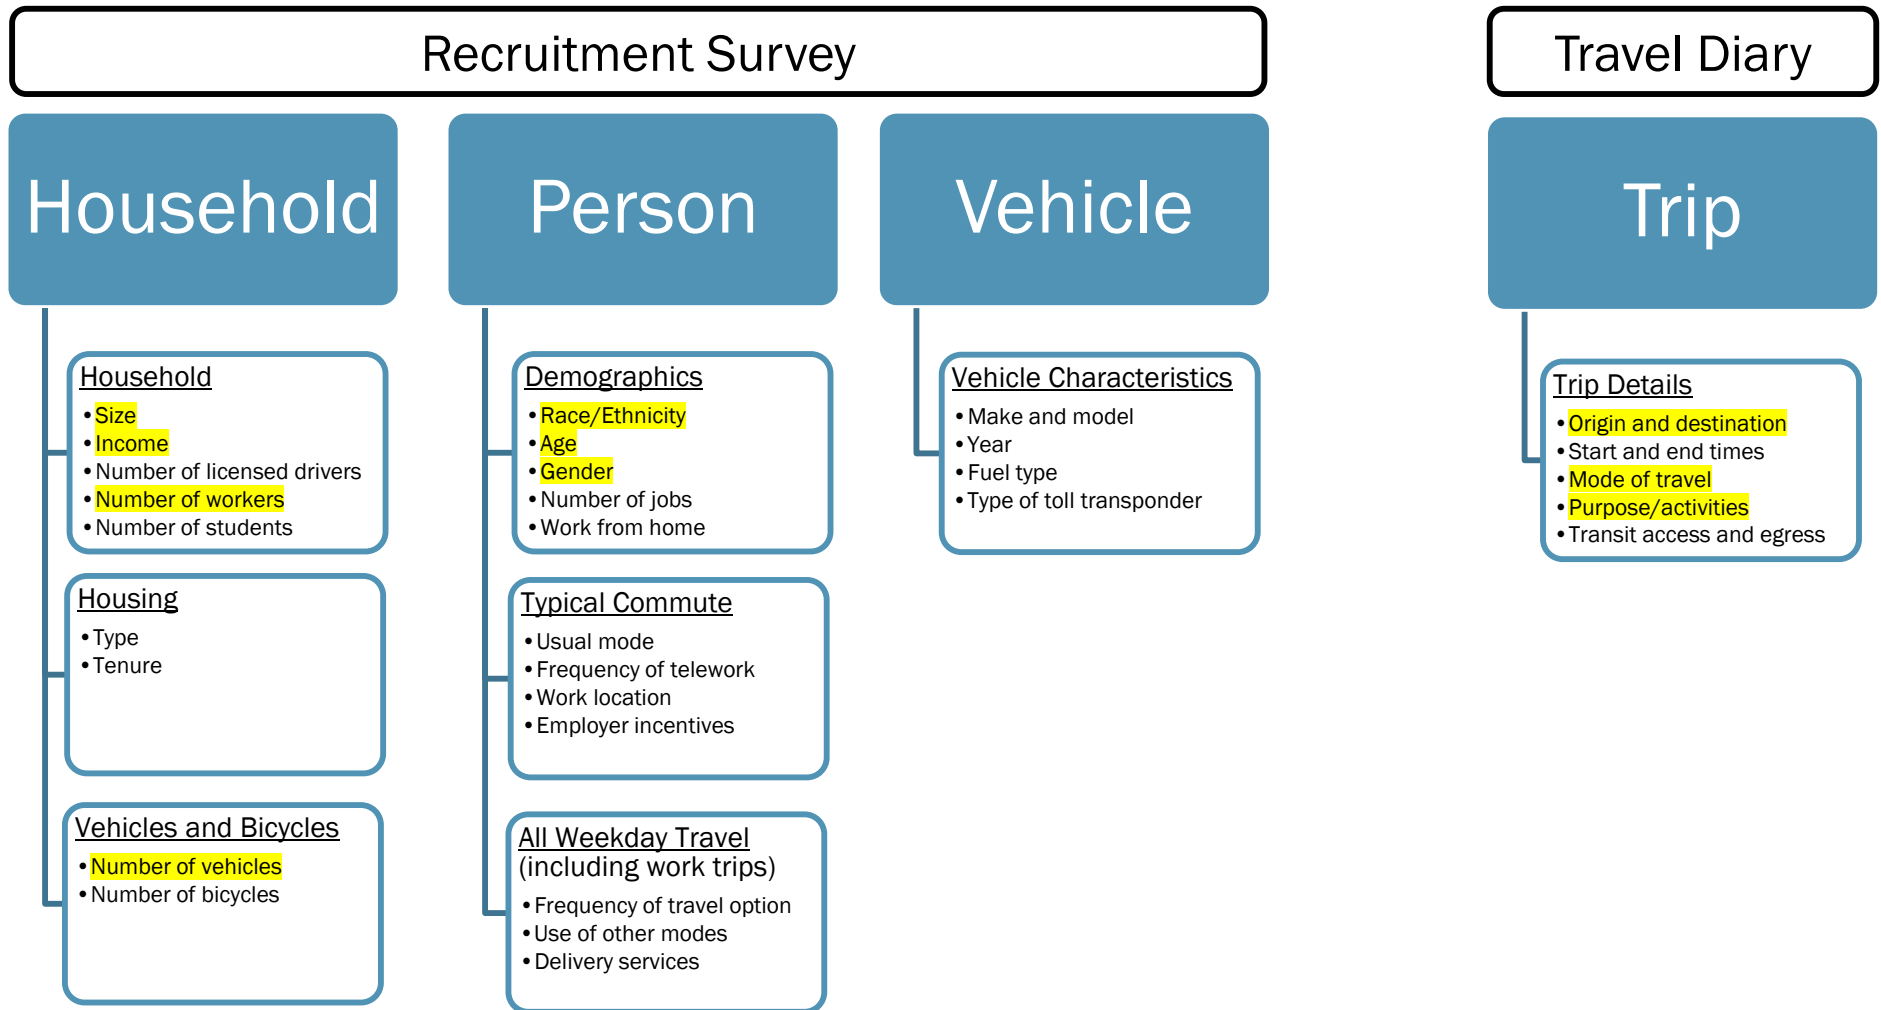 Recruitment Survey
Travel Diary
Household
Person
Vehicle
Trip
Household
•Size
•Income
•Number of licensed drivers
•Number of workers
•Number of students
Housing
•Type
•Tenure
Vehicles and Bicycles
•Number of vehicles
•Number of bicycles
Demographics
•Race/Ethnicity
•Age
•Gender
•Number of jobs
•Work from home
Typical Commute
•Usual mode
•Frequency of telework
•Work location
•Employer incentives
All Weekday Travel
(including work trips)
•Frequency of travel option
•Use of other modes
•Delivery services
Vehicle Characteristics
•Make and model
•Year
•Fuel type
•Type of toll transponder
Trip Details
•Origin and destination
•Start and end times
•Mode of travel
•Purpose/activities
•Transit access and egress